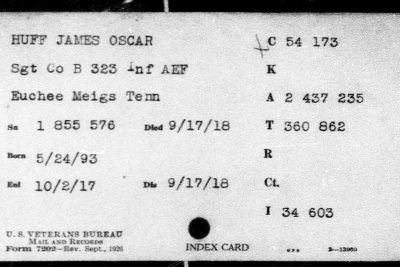 HUFF JAMES OSCAR
C 54 173
Sgt Co B 323 Inf AEF
K
Euchee Meigs Tenn
A 2 437 235
Sn 1 855 576 Died 9/17/18
T 360 862
Born 5/24/93
R
Enl 10/2/17 Dis 9/17/18
Ct.
I 34 603
U. S. VETERANS BUREAU
MAIL AND RECORDS
Form 7202—Rev. Sept., 1926
INDEX CARD
2—13960